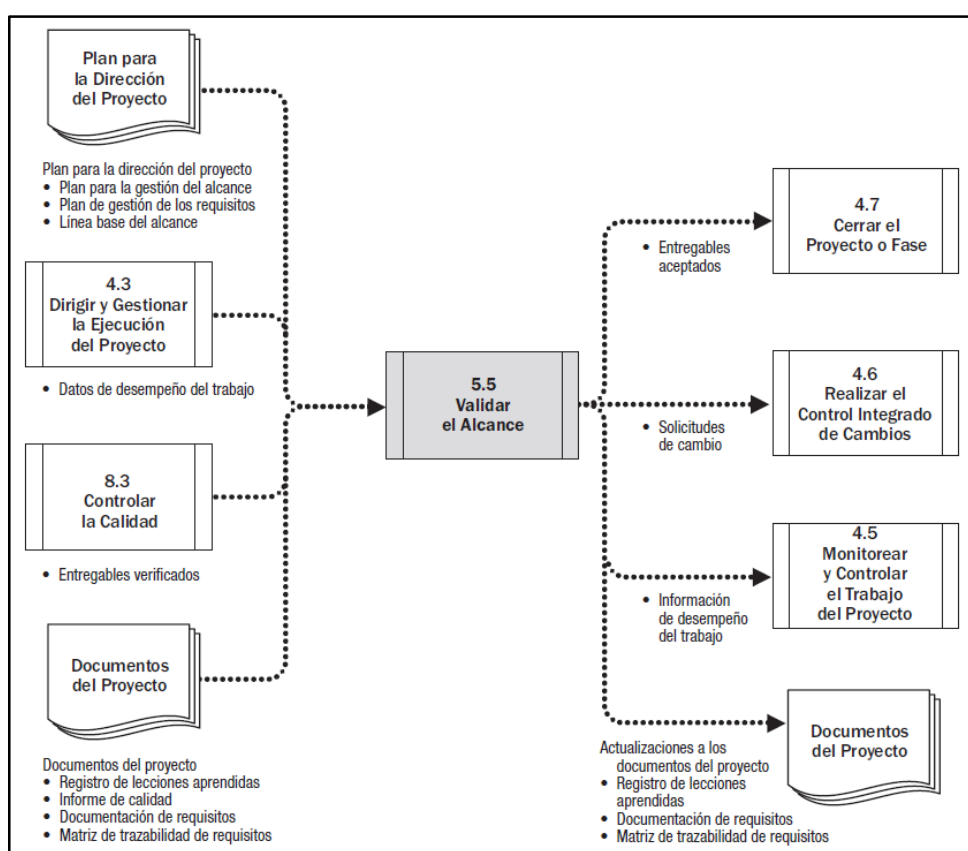 Plan para
la Dirección
del Proyecto
Plan para la dirección del proyecto
• Plan para la gestión del alcance
• Plan de gestión de los requisitos
• Línea base del alcance
4.3
Dirigir y Gestionar
la Ejecución
del Proyecto
• Datos de desempeño del trabajo
8.3
Controlar
la Calidad
• Entregables verificados
Documentos
del Proyecto
Documentos del proyecto
• Registro de lecciones aprendidas
• Informe de calidad
• Documentación de requisitos
• Matriz de trazabilidad de requisitos
5.5
Validar
el Alcance
• Entregables
aceptados
4.7
Cerrar el
Proyecto o Fase
• Solicitudes
de cambio
4.6
Realizar el
Control Integrado
de Cambios
• Información
de desempeño
del trabajo
4.5
Monitorear
y Controlar
el Trabajo
del Proyecto
Actualizaciones a los
documentos del proyecto
• Registro de lecciones
aprendidas
• Documentación de requisitos
• Matriz de trazabilidad de requisitos
Documentos
del Proyecto